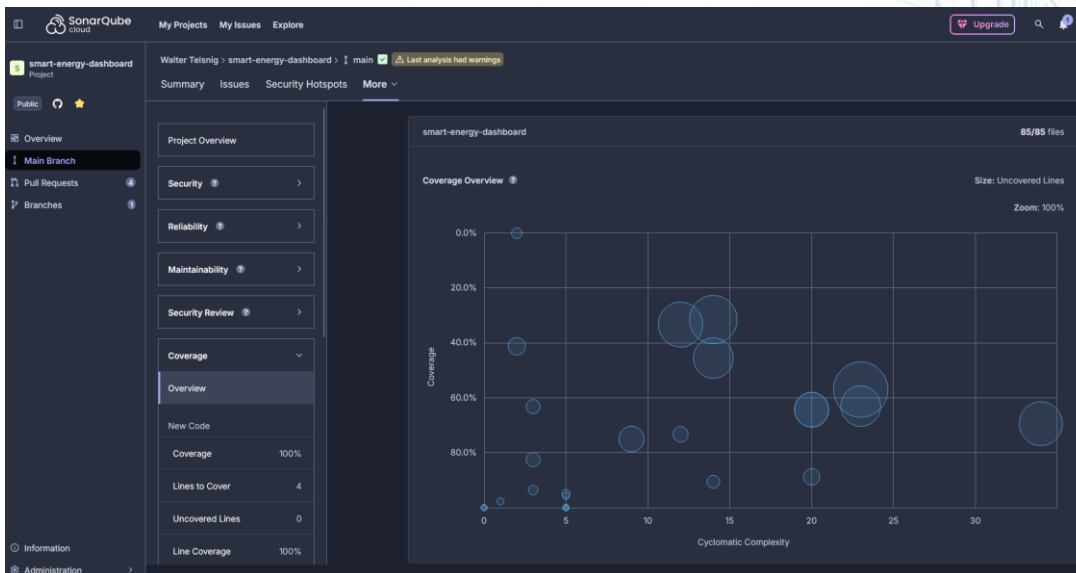 SonarQube
cloud
My Projects My Issues Explore
Upgrade
1
S
smart-energy-dashboard
Project
Public
Overview
Main Branch
Pull Requests 4
Branches 1
Information
Administration
Walter Teisnig > smart-energy-dashboard > main Last analysis had warnings
Summary Issues Security Hotspots More
Project Overview
Security ?
Reliability ?
Maintainability ?
Security Review ?
Coverage
Overview
New Code
Coverage 100%
Lines to Cover 4
Uncovered Lines 0
Line Coverage 100%
smart-energy-dashboard 85/85 files
Coverage Overview ? Size: Uncovered Lines
Zoom: 100%
0.0%
20.0%
40.0%
60.0%
80.0%
Coverage
0 5 10 15 20 25 30
Cyclomatic Complexity